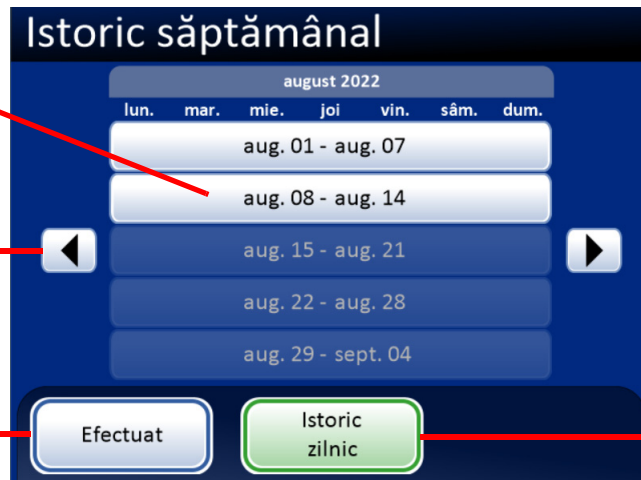 Istoric săptămânal
august 2022
lun. mar. mie. joi vin. sâm. dum.
aug. 01 - aug. 07
aug. 08 - aug. 14
aug. 15 - aug. 21
aug. 22 - aug. 28
aug. 29 - sept. 04
Efectuat
Istoric
zilnic